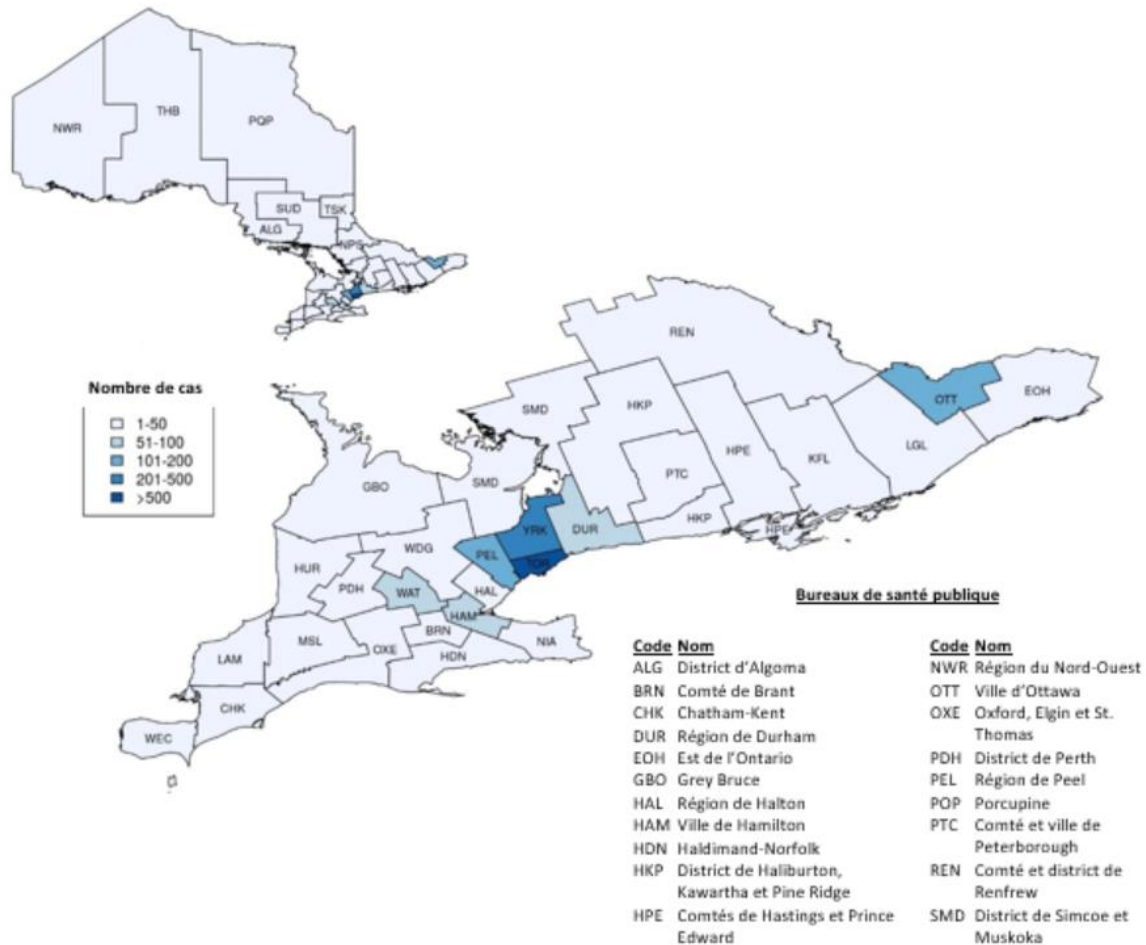 NWR
THB
PQP
SUD
TSK
ALG
NPS
Nombre de cas
1-50
51-100
101-200
201-500
>500
REN
SMD
HKP
OTT
EOH
LGL
HPE
KFL
PTC
GBO
SMD
HKP
HPE
YRK
DUR
WDG
PEL
TOR
HUR
PDH
WAT
HAL
HAM
MSL
OXE
BRN
NIA
LAM
HDN
CHK
WEC
Bureaux de santé publique
Code Nom
ALG District d'Algoma
BRN Comté de Brant
CHK Chatham-Kent
DUR Région de Durham
EOH Est de l'Ontario
GBO Grey Bruce
HAL Région de Halton
HAM Ville de Hamilton
HDN Haldimand-Norfolk
HKP District de Haliburton,
Kawartha et Pine Ridge
HPE Comtés de Hastings et Prince
Edward
Code Nom
NWR Région du Nord-Ouest
OTT Ville d'Ottawa
OXE Oxford, Elgin et St.
Thomas
PDH District de Perth
PEL Région de Peel
POP Porcupine
PTC Comté et ville de
Peterborough
REN Comté et district de
Renfrew
SMD District de Simcoe et
Muskoka